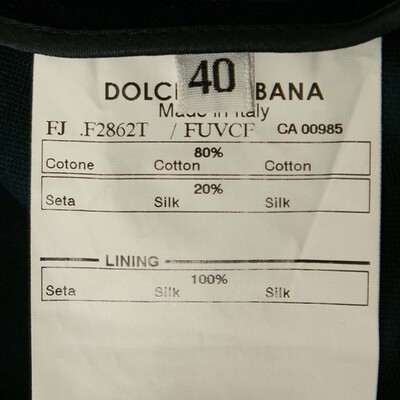 40
DOLCE BANA
Made in Italy
FJ .F2862T / FUVCF CA 00985
80%
Cotone Cotton Cotton
20%
Seta Silk Silk
LINING
100%
Seta Silk Silk